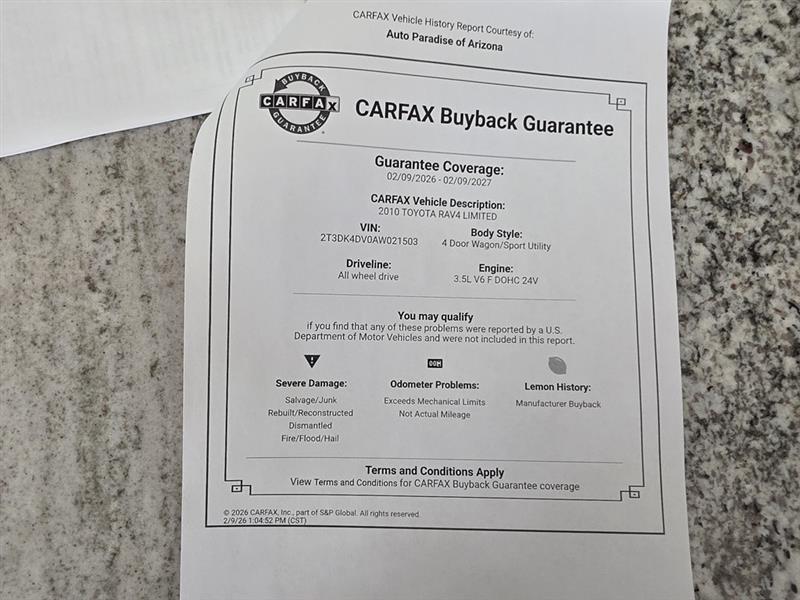 CARFAX Vehicle History Report Courtesy of:
Auto Paradise of Arizona
BUYBACK
CARFAX
GUARANTEE
CARFAX Buyback Guarantee
Guarantee Coverage:
02/09/2026 - 02/09/2027
CARFAX Vehicle Description:
2010 TOYOTA RAV4 LIMITED
VIN:
2T3DK4DV0AW021503
Body Style:
4 Door Wagon/Sport Utility
Driveline:
All wheel drive
Engine:
3.5L V6 F DOHC 24V
You may qualify
if you find that any of these problems were reported by a U.S.
Department of Motor Vehicles and were not included in this report.
Severe Damage:
Salvage/Junk
Rebuilt/Reconstructed
Dismantled
Fire/Flood/Hail
Odometer Problems:
Exceeds Mechanical Limits
Not Actual Mileage
Lemon History:
Manufacturer Buyback
Terms and Conditions Apply
View Terms and Conditions for CARFAX Buyback Guarantee coverage
© 2026 CARFAX, Inc., part of S&P Global. All rights reserved.
2/9/26 1:04:52 PM (CST)